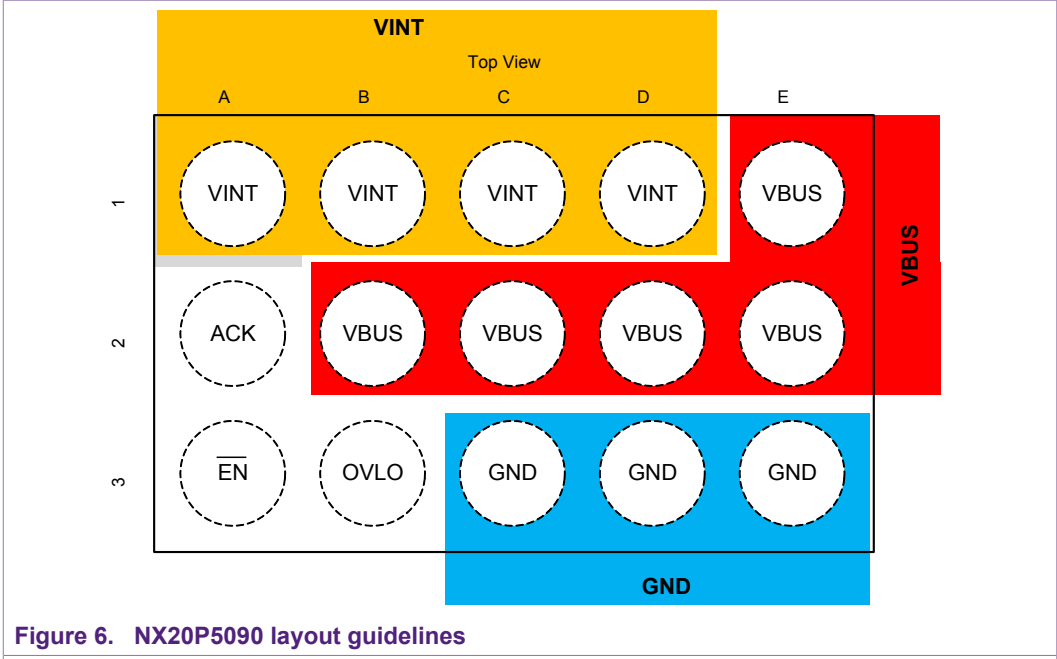 VINT
Top View
A B C D E
1 VINT VINT VINT VINT VBUS
VBUS
2 ACK VBUS VBUS VBUS VBUS
3 EN OVLO GND GND GND
GND
Figure 6. NX20P5090 layout guidelines